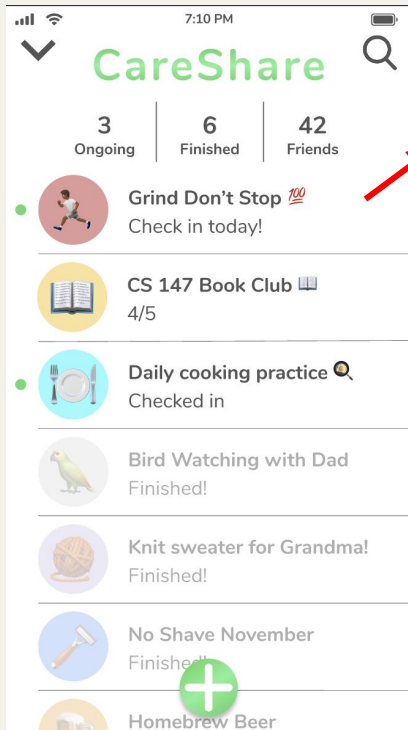 7:10 PM
CareShare
3 6 42
Ongoing Finished Friends
Grind Don't Stop 💯
Check in today!
CS 147 Book Club 📖
4/5
Daily cooking practice 🍳
Checked in
Bird Watching with Dad
Finished!
Knit sweater for Grandma!
Finished!
No Shave November
Finished
Homebrew Beer